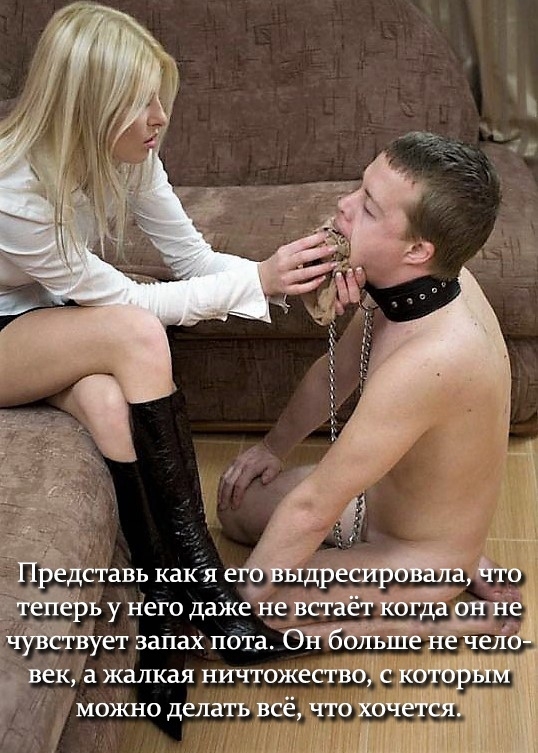 Представь как я его выдресировала, что
теперь у него даже не встаёт когда он не
чувствует запах пота. Он больше не чело-
век, а жалкая ничтожество, с которым
можно делать всё, что хочется.